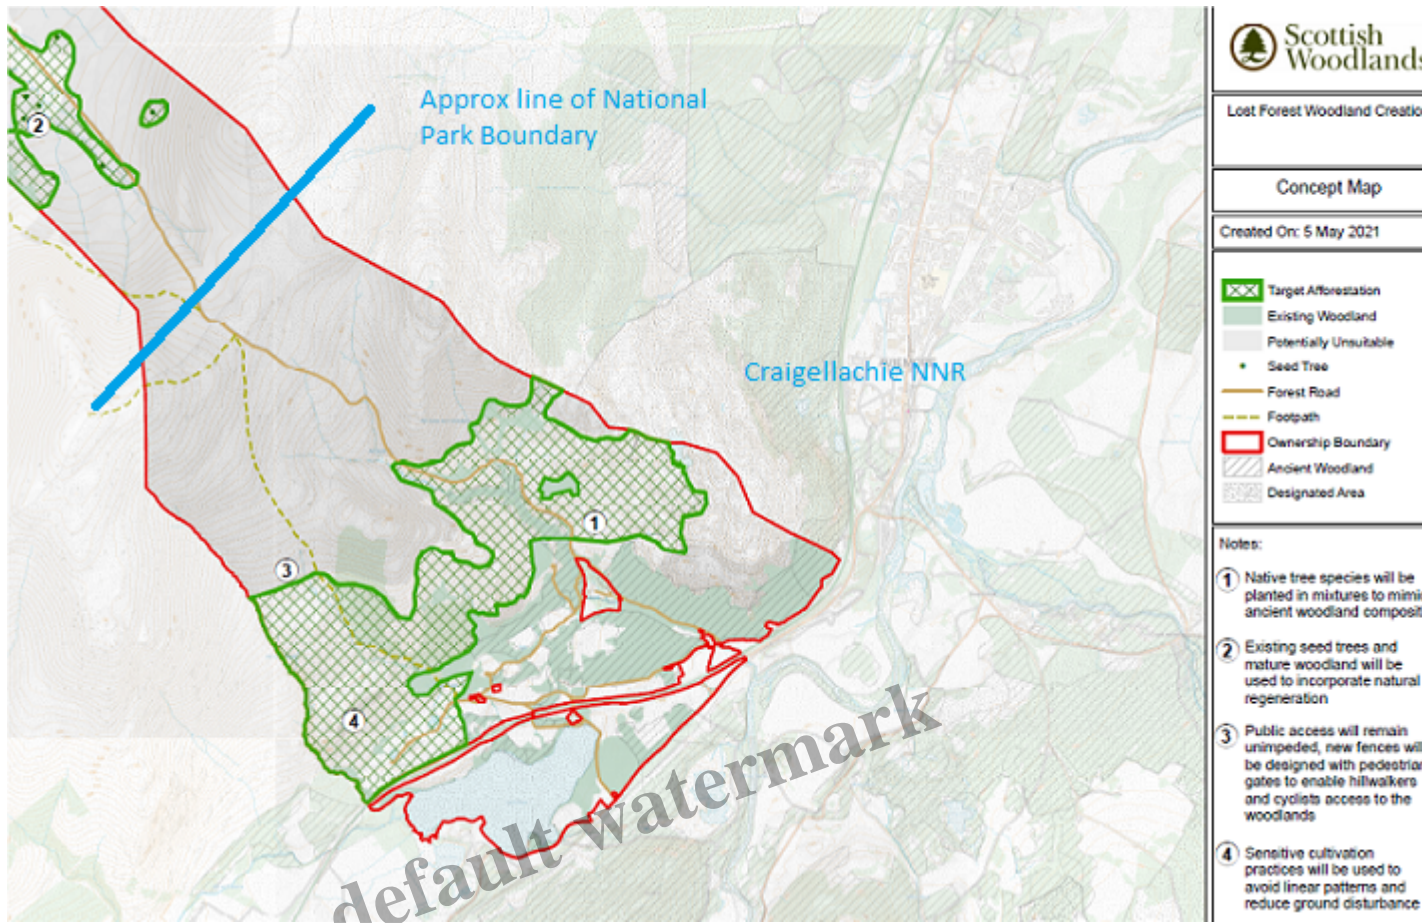 Approx line of National
Park Boundary
Craigellachie NNR
2
1
3
4
default watermark
Scottish
Woodlands
Lost Forest Woodland Creatio
Concept Map
Created On: 5 May 2021
Target Afforestation
Existing Woodland
Potentially Unsuitable
Seed Tree
Forest Road
Footpath
Ownership Boundary
Ancient Woodland
Designated Area
Notes:
1 Native tree species will be
planted in mixtures to mimic
ancient woodland composit
2 Existing seed trees and
mature woodland will be
used to incorporate natural
regeneration
3 Public access will remain
unimpeded, new fences will
be designed with pedestrian
gates to enable hillwalkers
and cyclists access to the
woodlands
4 Sensitive cultivation
practices will be used to
avoid linear patterns and
reduce ground disturbance